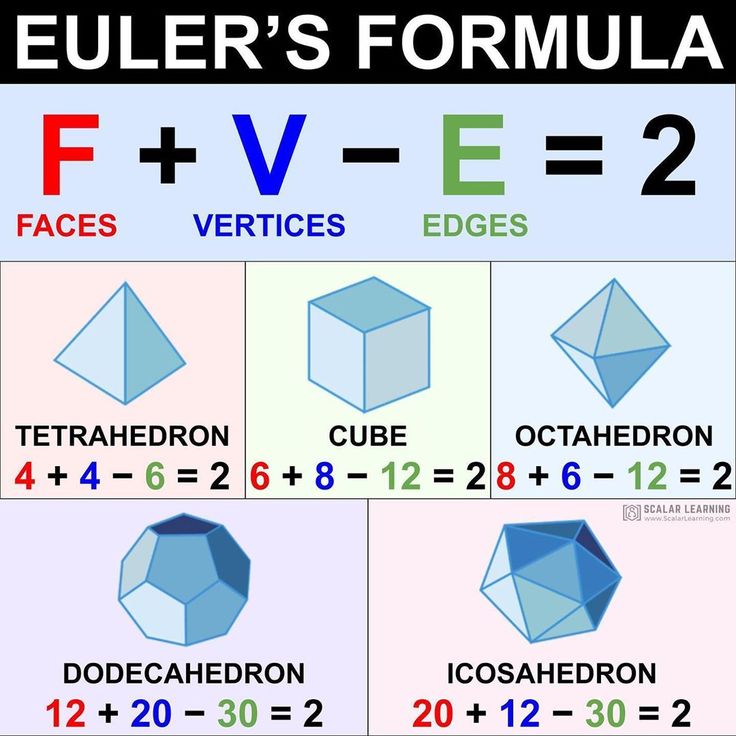 EULER'S FORMULA
F + V − E = 2
FACES VERTICES EDGES
TETRAHEDRON
4 + 4 − 6 = 2
CUBE
6 + 8 − 12 = 2
OCTAHEDRON
8 + 6 − 12 = 2
SCALAR LEARNING
www.ScalarLearning.com
DODECAHEDRON
12 + 20 − 30 = 2
ICOSAHEDRON
20 + 12 − 30 = 2